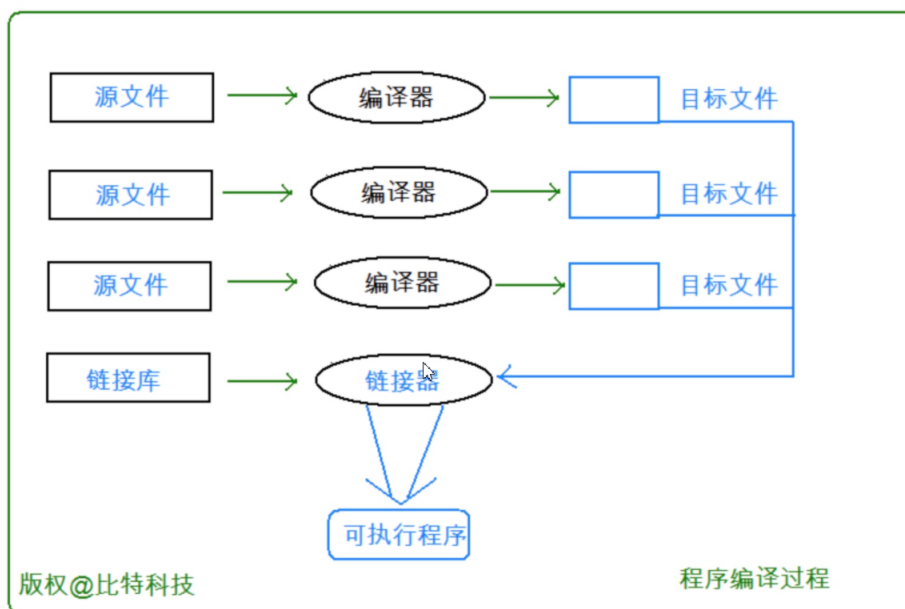 源文件 编译器 目标文件
源文件 编译器 目标文件
源文件 编译器 目标文件
链接库 链接器
可执行程序
版权@比特科技 程序编译过程